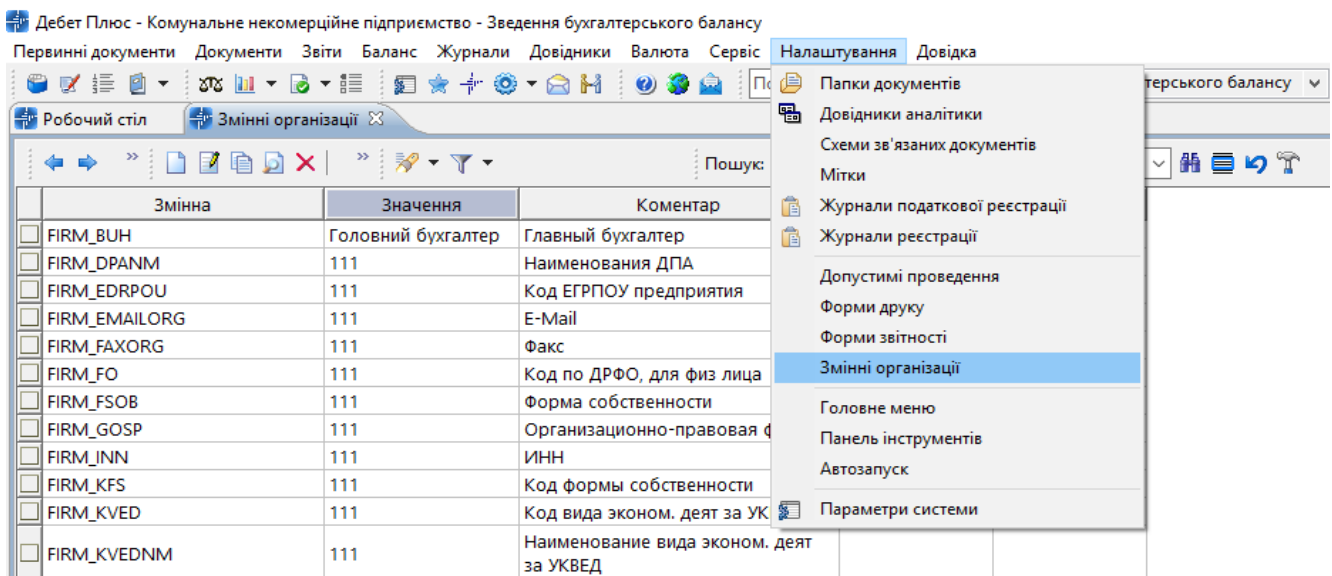 Дебет Плюс - Комунальне некомерційне підприємство - Зведення бухгалтерського балансу
Первинні документи Документи Звіти Баланс Журнали Довідники Валюта Сервіс Налаштування Довідка
терського балансу
Робочий стіл Змінні організації
Пошук:
Змінна Значення Коментар
FIRM_BUH Головний бухгалтер Главный бухгалтер
FIRM_DPANM 111 Наименования ДПА
FIRM_EDRPOU 111 Код ЕГРПОУ предприятия
FIRM_EMAILORG 111 E-Mail
FIRM_FAXORG 111 Факс
FIRM_FO 111 Код по ДРФО, для физ лица
FIRM_FSOB 111 Форма собственности
FIRM_GOSP 111 Организационно-правовая
FIRM_INN 111 ИНН
FIRM_KFS 111 Код формы собственности
FIRM_KVED 111 Код вида эконом. деят за УК
FIRM_KVEDNM 111 Наименование вида эконом. деят
за УКВЕД
Папки документів
Довідники аналітики
Схеми зв'язаних документів
Мітки
Журнали податкової реєстрації
Журнали реєстрації
Допустимі проведення
Форми друку
Форми звітності
Змінні організації
Головне меню
Панель інструментів
Автозапуск
Параметри системи